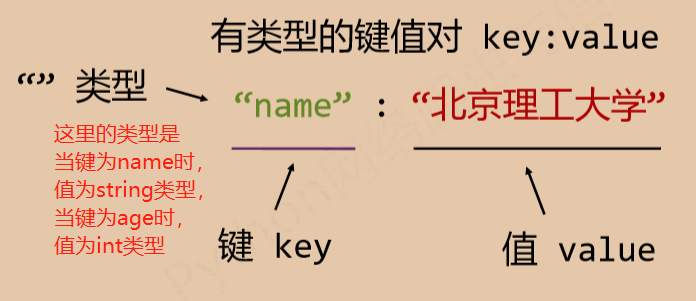 有类型的键值对 key:value
“” 类型
“name” : “北京理工大学”
这里的类型是
当键为name时，
值为string类型，
当键为age时，
值为int类型
键 key
值 value